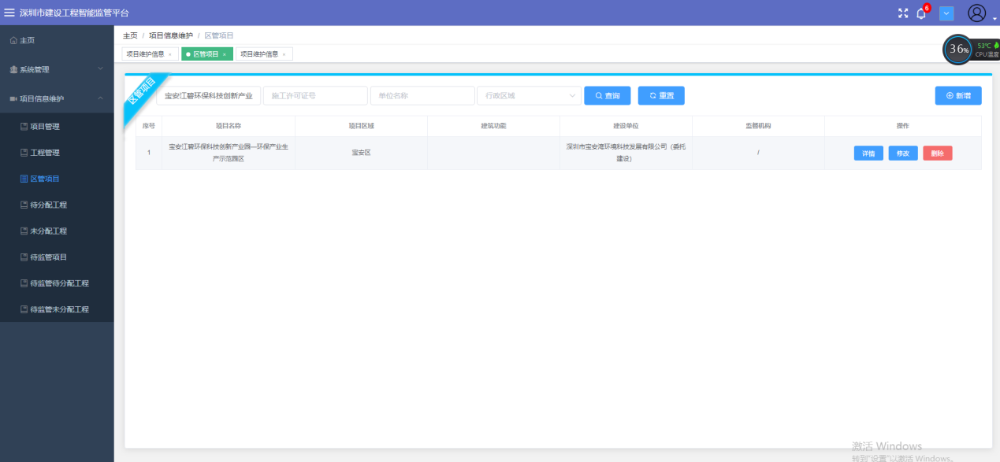 深圳市建设工程智能监管平台
6
主页
系统管理
项目信息维护
项目管理
工程管理
区管项目
待分配工程
未分配工程
待监管项目
待监管待分配工程
待监管未分配工程
主页 / 项目信息维护 / 区管项目
项目维护信息 ×
区管项目 ×
项目维护信息 ×
36%
53℃
CPU温度
区管项目
宝安江碧环保科技创新产业
施工许可证号
单位名称
行政区域
查询
重置
新增
序号 项目名称 项目区域 建筑功能 建设单位 监督机构 操作
1
宝安江碧环保科技创新产业园—环保产业生
产示范园区
宝安区
深圳市宝安湾环境科技发展有限公司（委托
建设）
/
详情 修改 删除
激活 Windows
转到"设置"以激活 Windows。